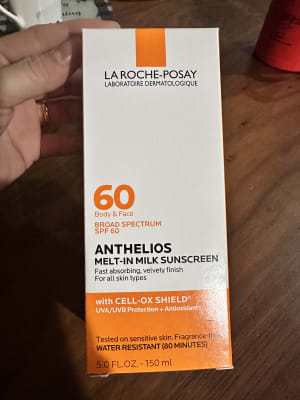 LA ROCHE-POSAY
LABORATOIRE DERMATOLOGIQUE
60
Body & Face
BROAD SPECTRUM
SPF 60
ANTHELIOS
MELT-IN MILK SUNSCREEN
Fast absorbing, velvety finish
For all skin types
with CELL-OX SHIELD®
UVA/UVB Protection + Antioxidants
Tested on sensitive skin. Fragrance-free
WATER RESISTANT (80 MINUTES)
5.0 FL.OZ. - 150 ml